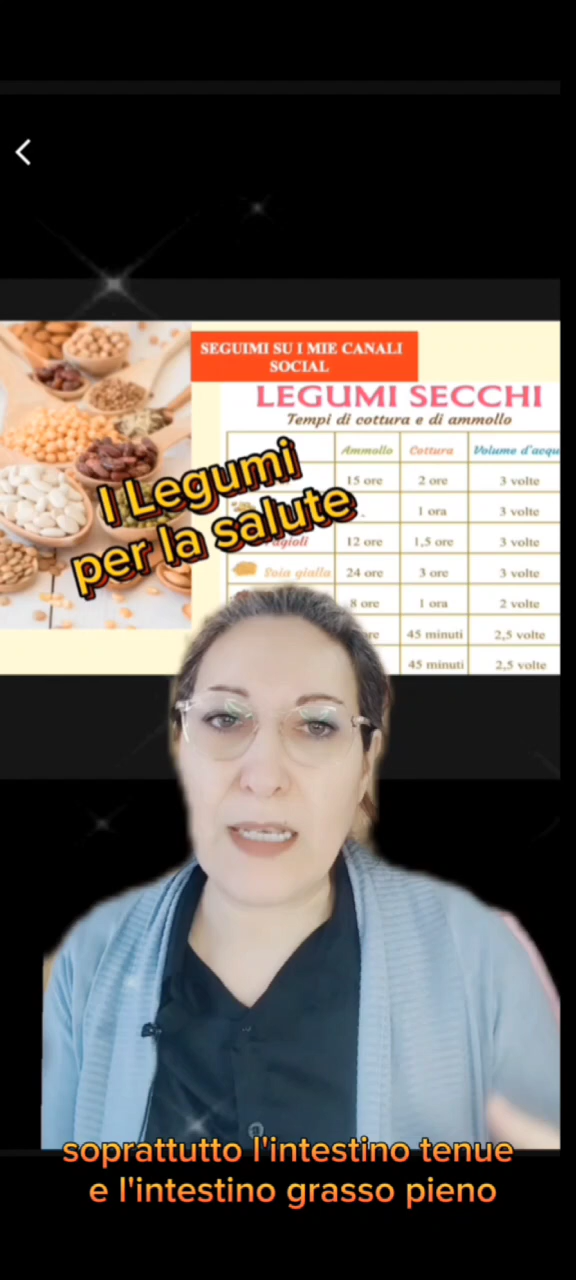 SEGUIMI SU I MIE CANALI
SOCIAL
LEGUMI SECCHI
Tempi di cottura e di ammollo
Ammollo Cottura Volume d'acqu
15 ore 2 ore 3 volte
1 ora 3 volte
12 ore 1,5 ore 3 volte
Soia gialla 24 ore 3 ore 3 volte
8 ore 1 ora 2 volte
45 minuti 2,5 volte
45 minuti 2,5 volte
I Legumi
per la salute
soprattutto l'intestino tenue
e l'intestino grasso pieno